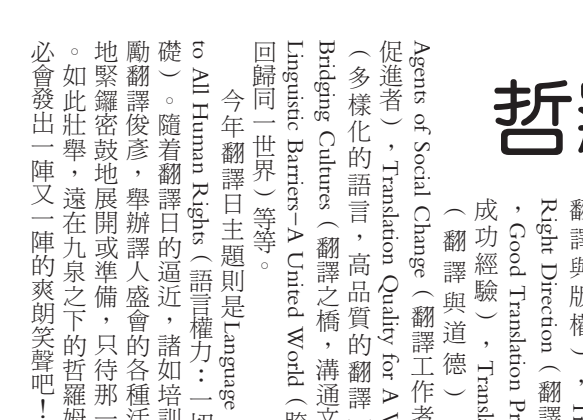 哲
翻譯與版權），
Right Direction（翻譯
，Good Translation Pr
成功經驗），Transl
（翻譯與道德）
Agents of Social Change（翻譯工作者
促進者），Translation Quality for A V
（多樣化的語言，高品質的翻譯
Bridging Cultures（翻譯之橋，溝通文
Linguistic Barriers–A United World（跨
回歸同一世界）等等。
今年翻譯日主題則是Language
to All Human Rights（語言權力：一切
礎）。隨着翻譯日的逼近，諸如培訓
勵翻譯俊彥，舉辦譯人盛會的各種活
地緊鑼密鼓地展開或準備，只待那一
。如此壯舉，遠在九泉之下的哲羅姆
必會發出一陣又一陣的爽朗笑聲吧！